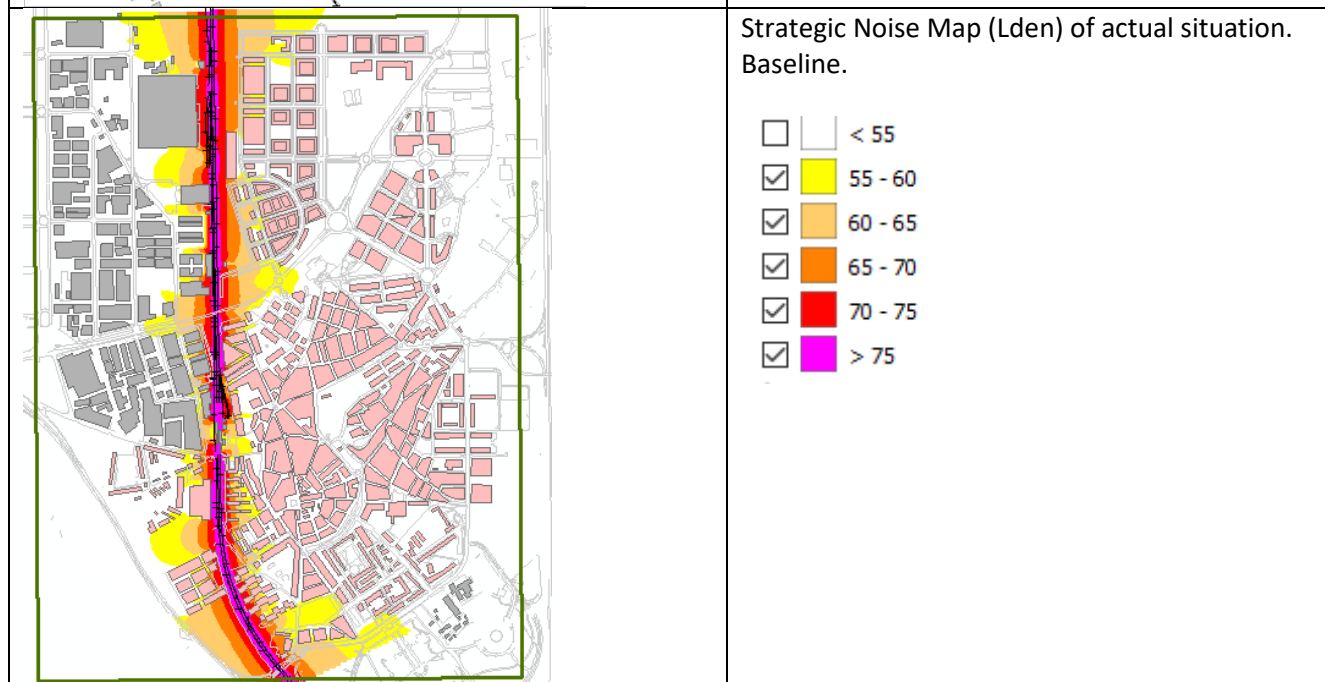 Strategic Noise Map (Lden) of actual situation.
Baseline.
< 55
55 - 60
60 - 65
65 - 70
70 - 75
> 75